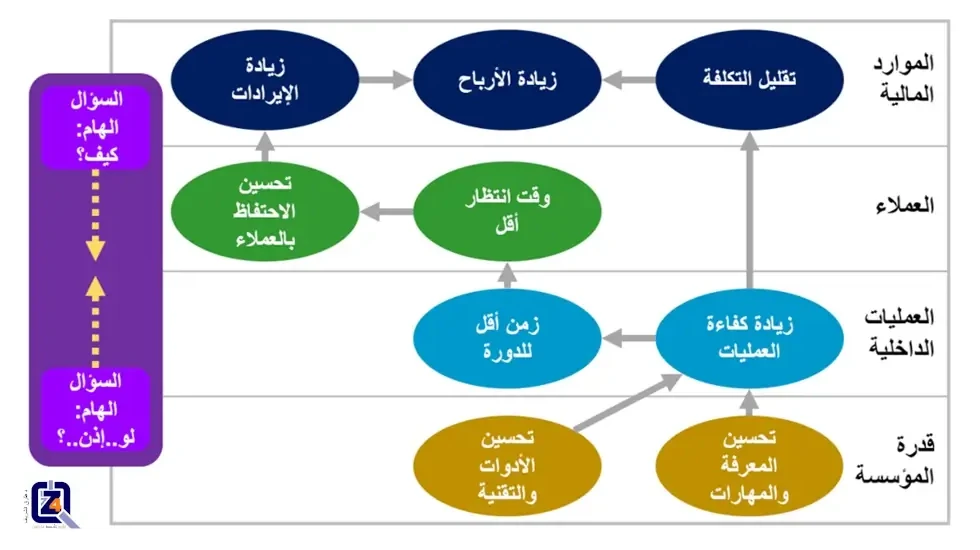 الموارد
المالية
تقليل التكلفة
زيادة الأرباح
زيادة
الإيرادات
العملاء
وقت انتظار
أقل
تحسين
الاحتفاظ
بالعملاء
العمليات
الداخلية
زيادة كفاءة
العمليات
زمن أقل
للدورة
قدرة
المؤسسة
تحسين
المعرفة
والمهارات
تحسين
الأدوات
والتقنية
السؤال
الهام:
كيف؟
السؤال
الهام:
لو..إذن..؟
Z4